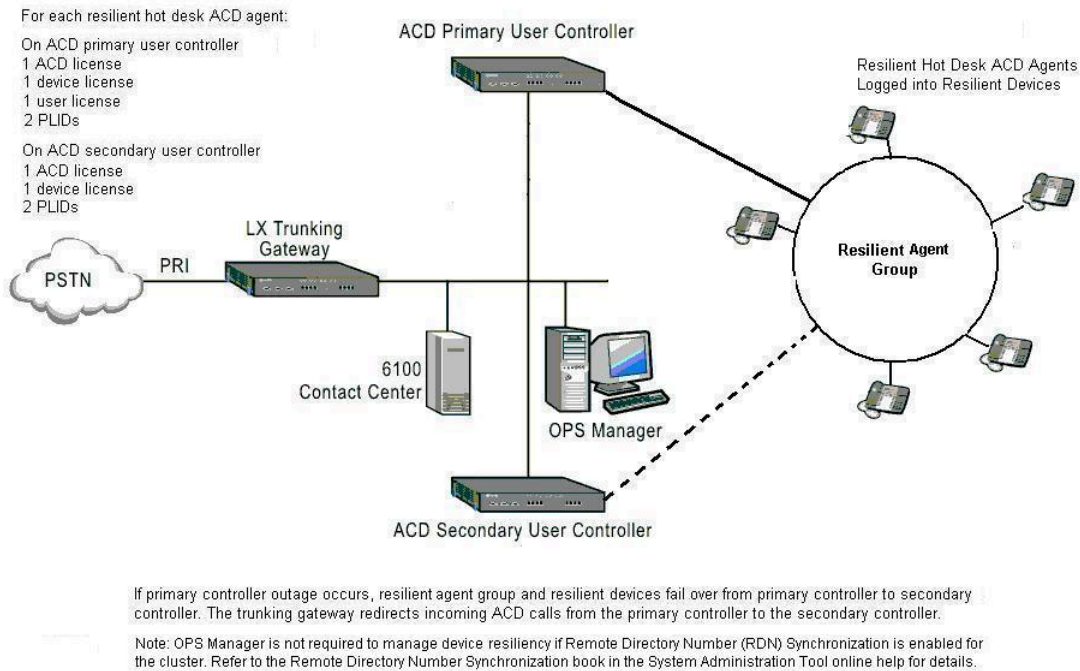 For each resilient hot desk ACD agent:
On ACD primary user controller
1 ACD license
1 device license
1 user license
2 PLIDs
On ACD secondary user controller
1 ACD license
1 device license
2 PLIDs
ACD Primary User Controller
Resilient Hot Desk ACD Agents
Logged into Resilient Devices
LX Trunking
Gateway
PSTN
PRI
Resilient Agent
Group
6100
Contact Center
OPS Manager
ACD Secondary User Controller
If primary controller outage occurs, resilient agent group and resilient devices fail over from primary controller to secondary
controller. The trunking gateway redirects incoming ACD calls from the primary controller to the secondary controller.
Note: OPS Manager is not required to manage device resiliency if Remote Directory Number (RDN) Synchronization is enabled for
the cluster. Refer to the Remote Directory Number Synchronization book in the System Administration Tool online help for details.